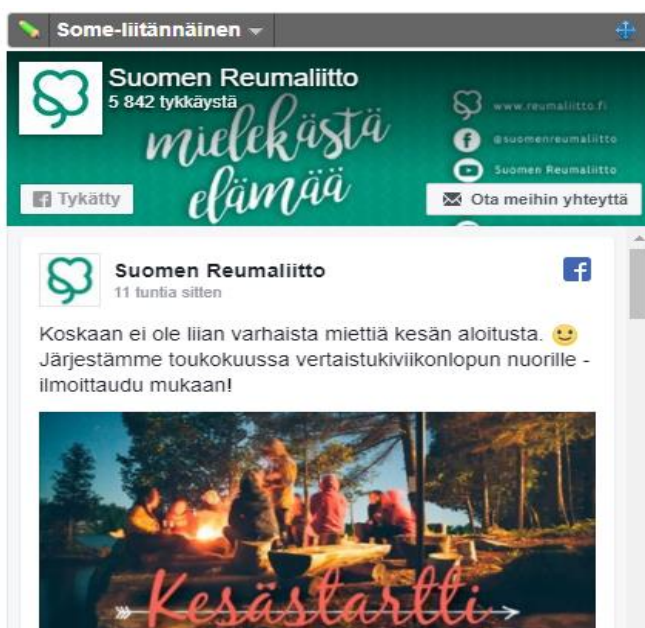 Some-liitännäinen
Suomen Reumaliitto
5 842 tykkäystä
mielekästä
elämää
www.reumaliitto.fi
@suomenreumaliitto
Suomen Reumaliitto
Tykätty
Ota meihin yhteyttä
Suomen Reumaliitto
11 tuntia sitten
Koskaan ei ole liian varhaista miettiä kesän aloitusta. 🙂
Järjestämme toukokuussa vertaistukiviikonlopun nuorille -
ilmoittaudu mukaan!
Kesästartti